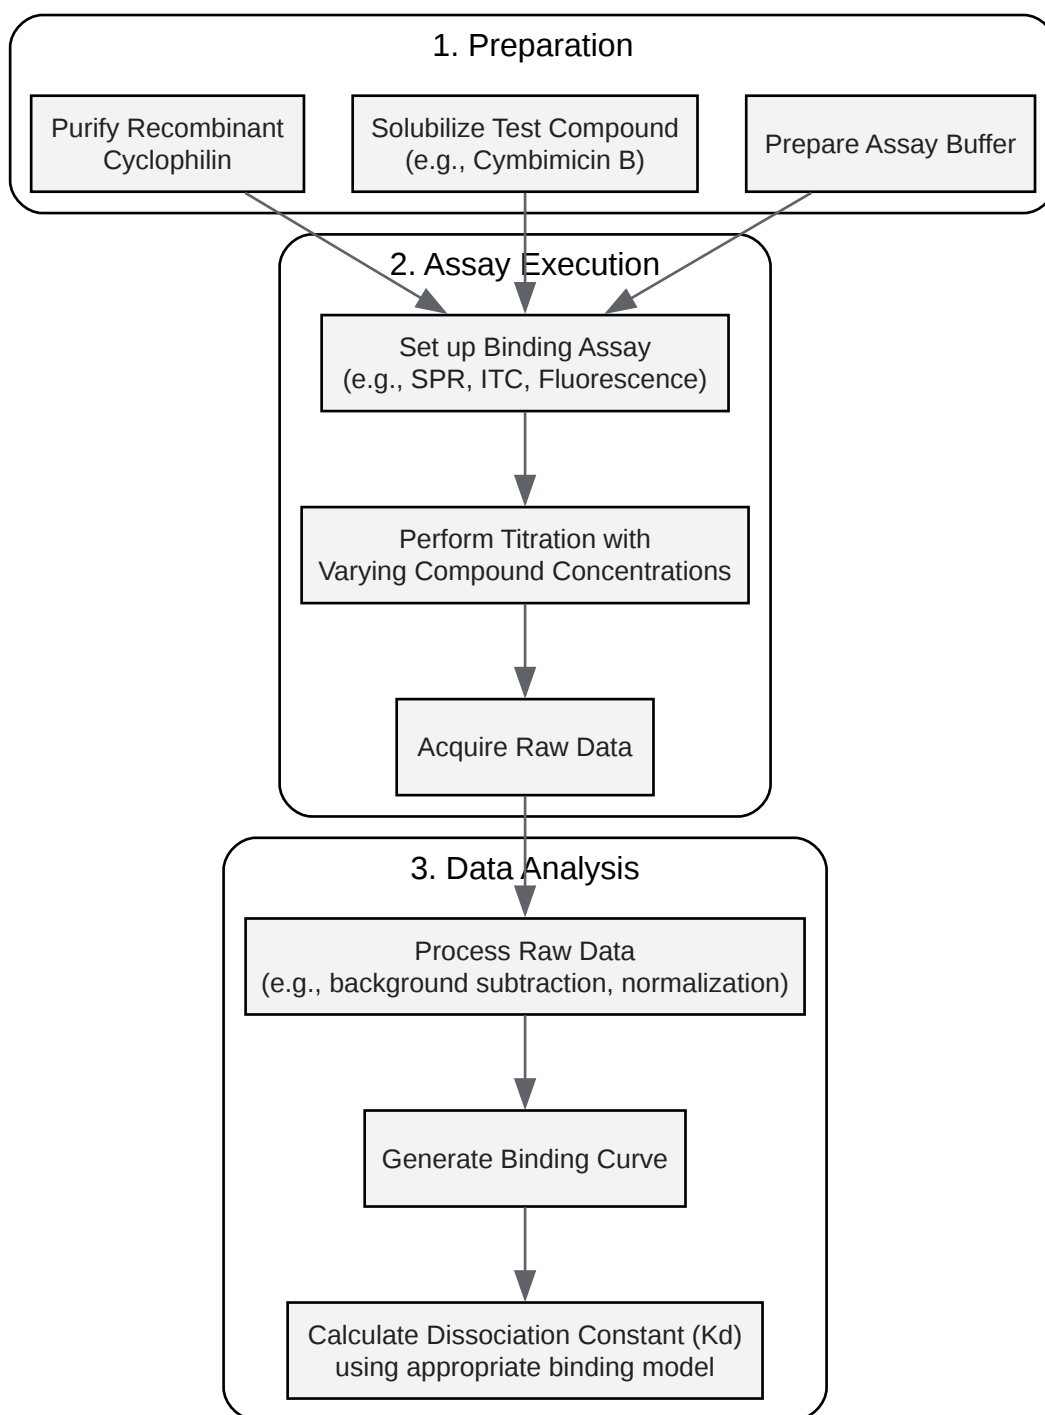 1. Preparation
Purify Recombinant
Cyclophilin
Solubilize Test Compound
(e.g., Cymbimicin B)
Prepare Assay Buffer
2. Assay Execution
Set up Binding Assay
(e.g., SPR, ITC, Fluorescence)
Perform Titration with
Varying Compound Concentrations
Acquire Raw Data
3. Data Analysis
Process Raw Data
(e.g., background subtraction, normalization)
Generate Binding Curve
Calculate Dissociation Constant (Kd)
using appropriate binding model